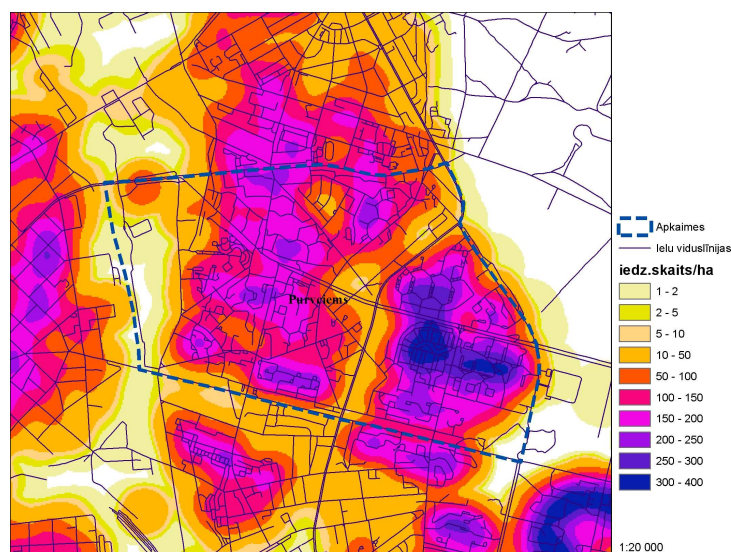 Purvciems
Apkaimes
Ielu viduslīnijas
iedz.skaits/ha
1 - 2
2 - 5
5 - 10
10 - 50
50 - 100
100 - 150
150 - 200
200 - 250
250 - 300
300 - 400
1:20 000